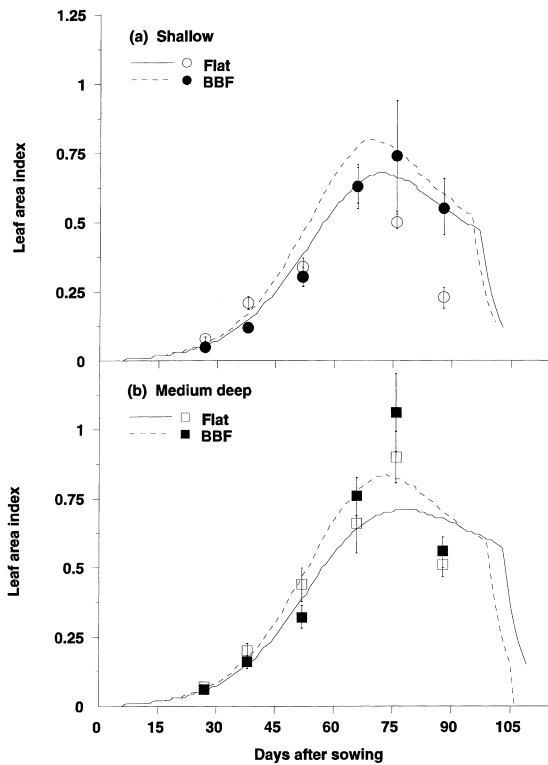 1.25
(a) Shallow
Flat
BBF
1
0.75
0.5
0.25
0
Leaf area index
(b) Medium deep
Flat
BBF
1
0.75
0.5
0.25
0
Leaf area index
0 15 30 45 60 75 90 105
Days after sowing